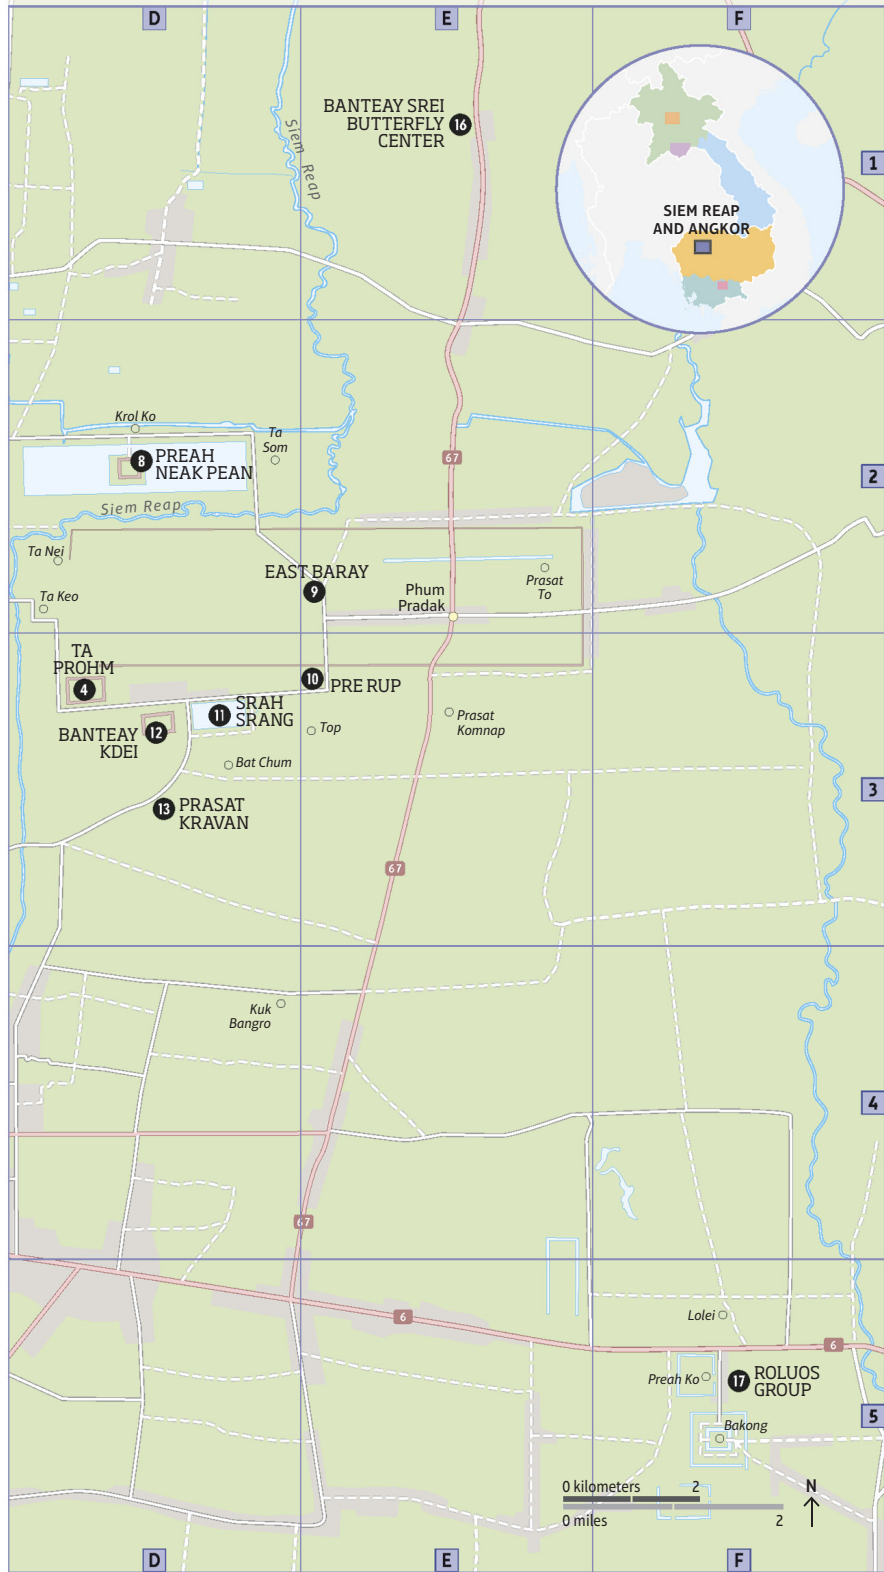 D
E
F
BANTEAY SREI
BUTTERFLY
CENTER
16
Siem Reap
1
SIEM REAP
AND ANGKOR
Krol Ko
Ta
Som
8
PREAH
NEAK PEAN
67
2
Siem Reap
Ta Nei
EAST BARAY
9
Ta Keo
Phum
Pradak
Prasat
To
TA
PROHM
4
10
PRE RUP
11
SRAH
SRANG
BANTEAY
KDEI
12
Top
Prasat
Komnap
Bat Chum
3
13
PRASAT
KRAVAN
67
Kuk
Bangro
4
67
6
Lolei
6
Preah Ko
17
ROLUOS
GROUP
5
Bakong
0 kilometers
2
0 miles
2
N
D
E
F